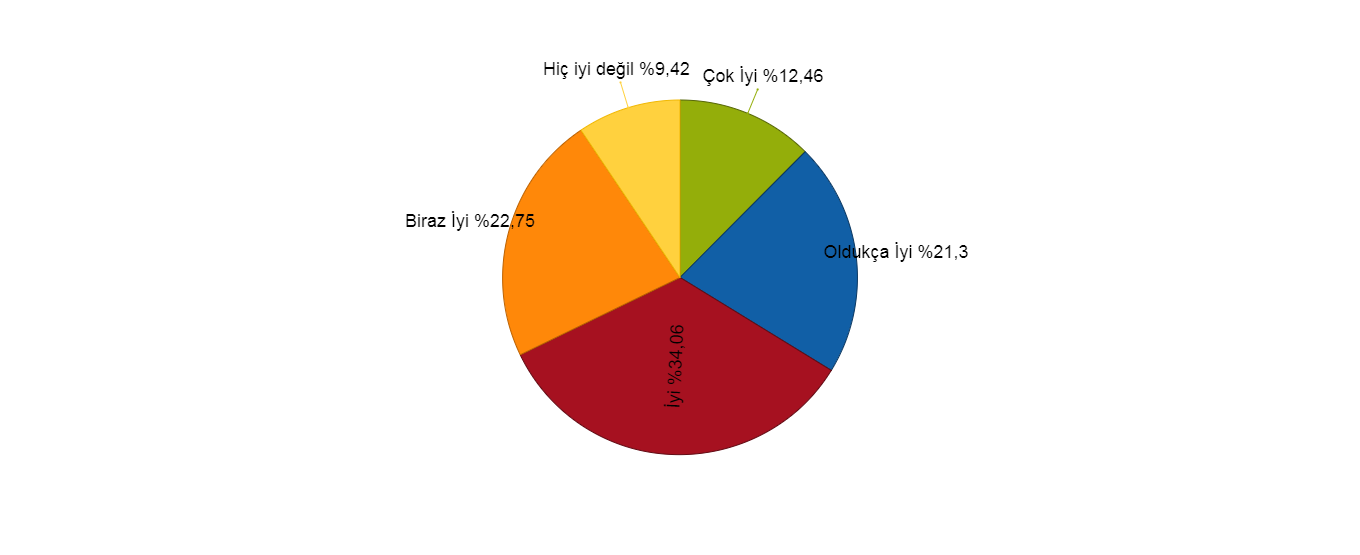 Hiç iyi değil %9,42
Çok İyi %12,46
Biraz İyi %22,75
Oldukça İyi %21,3
İyi %34,06